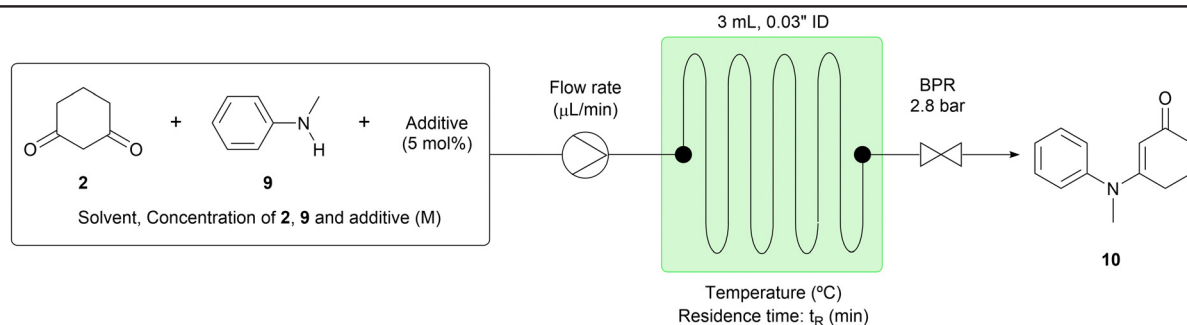 3 mL, 0.03" ID
Flow rate
(μL/min)
BPR
2.8 bar
O
O
+
N
H
+
Additive
(5 mol%)
2
9
Solvent, Concentration of 2, 9 and additive (M)
O
N
10
Temperature (ºC)
Residence time: tR (min)